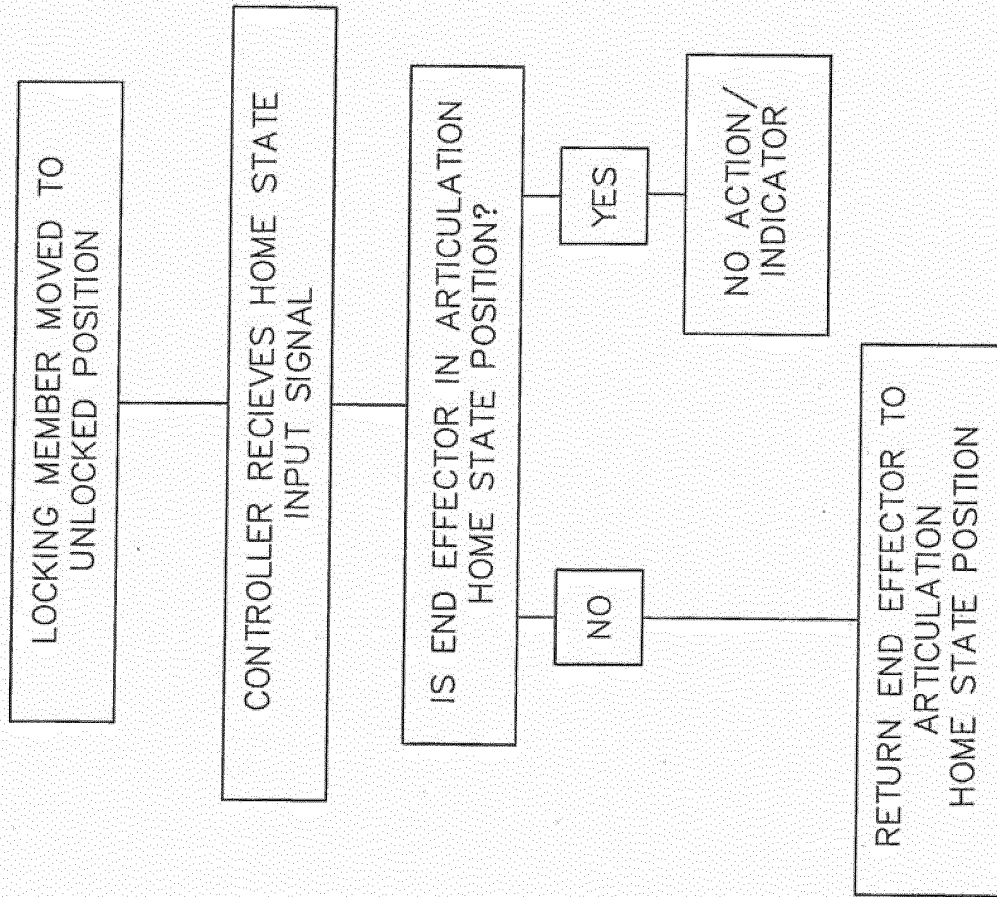 LOCKING MEMBER MOVED TO
UNLOCKED POSITION
CONTROLLER RECIEVES HOME STATE
INPUT SIGNAL
IS END EFFECTOR IN ARTICULATION
HOME STATE POSITION?
NO
YES
RETURN END EFFECTOR TO
ARTICULATION
HOME STATE POSITION
NO ACTION/
INDICATOR